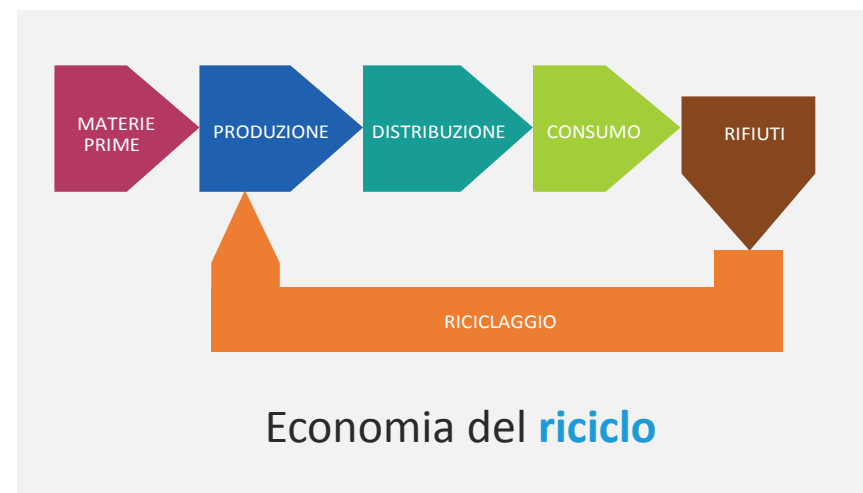 MATERIE
PRIME
PRODUZIONE
DISTRIBUZIONE
CONSUMO
RIFIUTI
RICICLAGGIO
Economia del riciclo